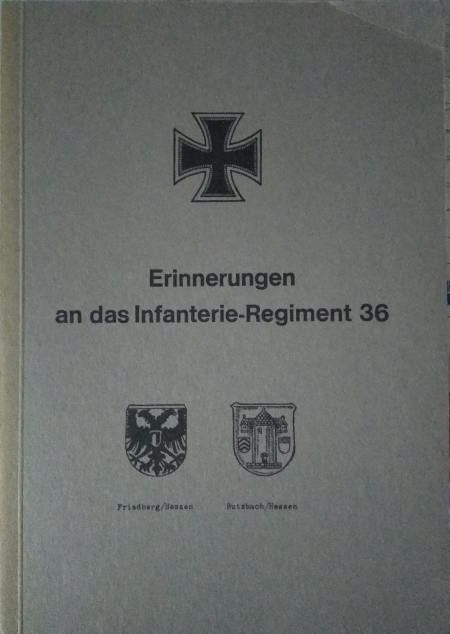 Erinnerungen
an das Infanterie-Regiment 36
Friedberg/Hessen
Butzbach/Hessen